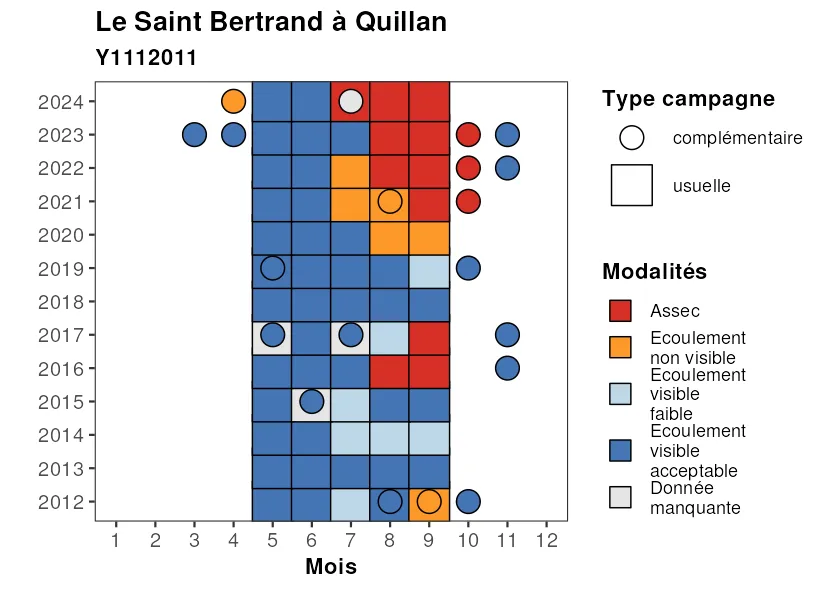 Le Saint Bertrand à Quillan
Y1112011
2024
2023
2022
2021
2020
2019
2018
2017
2016
2015
2014
2013
2012
1 2 3 4 5 6 7 8 9 10 11 12
Mois
Type campagne
complémentaire
usuelle
Modalités
Assec
Ecoulement
non visible
Ecoulement
visible
faible
Ecoulement
visible
acceptable
Donnée
manquante